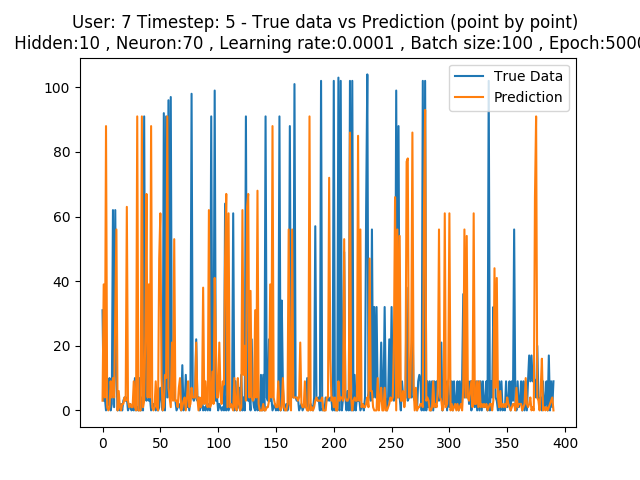 User: 7 Timestep: 5 - True data vs Prediction (point by point)
Hidden:10 , Neuron:70 , Learning rate:0.0001 , Batch size:100 , Epoch:5000
True Data
Prediction
100
80
60
40
20
0
0 50 100 150 200 250 300 350 400